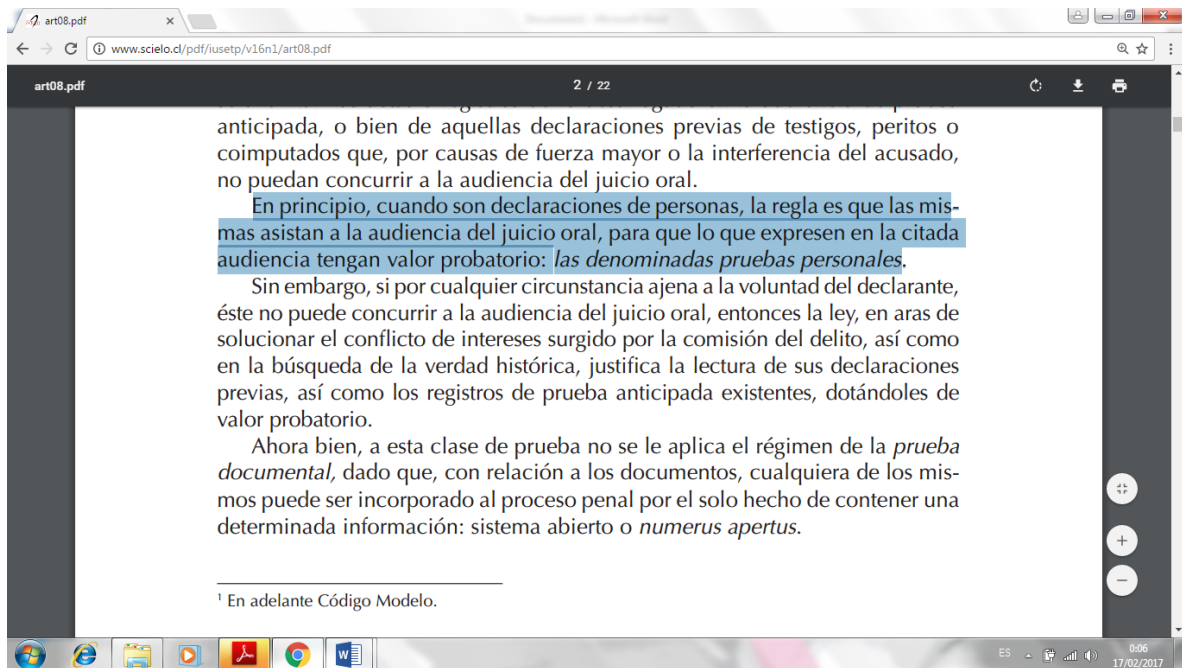 art08.pdf
www.scielo.cl/pdf/iusetp/v16n1/art08.pdf
art08.pdf
2 / 22
anticipada, o bien de aquellas declaraciones previas de testigos, peritos o
coimputados que, por causas de fuerza mayor o la interferencia del acusado,
no puedan concurrir a la audiencia del juicio oral.
En principio, cuando son declaraciones de personas, la regla es que las mis-
mas asistan a la audiencia del juicio oral, para que lo que expresen en la citada
audiencia tengan valor probatorio: las denominadas pruebas personales.
Sin embargo, si por cualquier circunstancia ajena a la voluntad del declarante,
éste no puede concurrir a la audiencia del juicio oral, entonces la ley, en aras de
solucionar el conflicto de intereses surgido por la comisión del delito, así como
en la búsqueda de la verdad histórica, justifica la lectura de sus declaraciones
previas, así como los registros de prueba anticipada existentes, dotándoles de
valor probatorio.
Ahora bien, a esta clase de prueba no se le aplica el régimen de la prueba
documental, dado que, con relación a los documentos, cualquiera de los mis-
mos puede ser incorporado al proceso penal por el solo hecho de contener una
determinada información: sistema abierto o numerus apertus.
¹ En adelante Código Modelo.
ES
0:06
17/02/2017